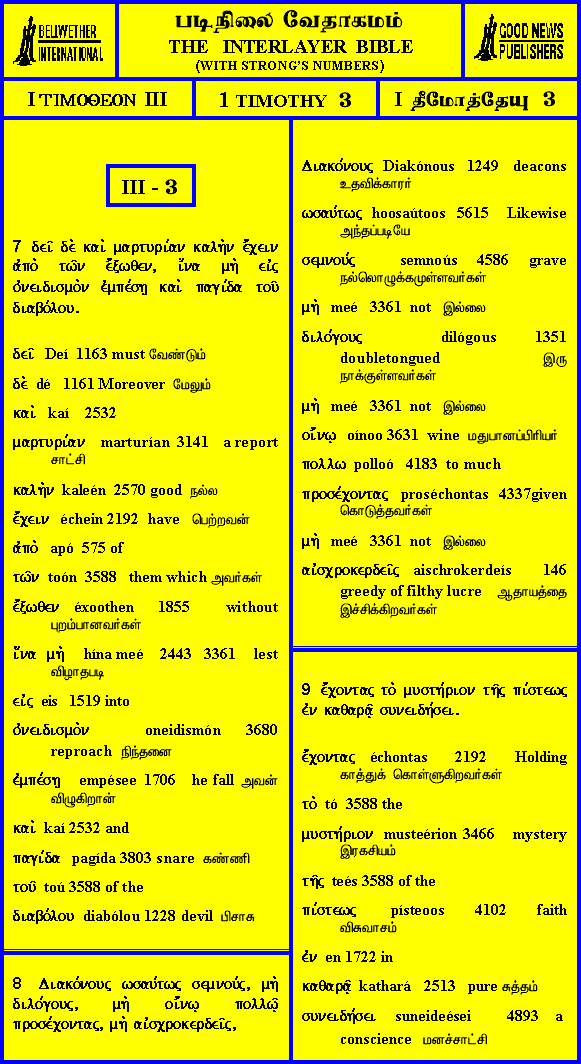 BELLWETHER
INTERNATIONAL
படிநிலை வேதாகமம்
THE INTERLAYER BIBLE
(WITH STRONG'S NUMBERS)
GOOD NEWS
PUBLISHERS
I ΤΙΜΟΘΕΟΝ III
1 TIMOTHY 3
I தீமோத்தேயு 3
III - 3
7 δεῖ δὲ καὶ μαρτυρίαν καλὴν ἔχειν
ἀπὸ τῶν ἔξωθεν, ἵνα μὴ εἰς
ὀνειδισμὸν ἐμπέσῃ καὶ παγίδα τοῦ
διαβόλου.
δεῖ Deí 1163 must வேண்டும்
δὲ dé 1161 Moreover மேலும்
καὶ kaí 2532
μαρτυρίαν marturían 3141 a report
சாட்சி
καλὴν kaleén 2570 good நல்ல
ἔχειν échein 2192 have பெற்றவன்
ἀπὸ apó 575 of
τῶν toón 3588 them which அவர்கள்
ἔξωθεν éxoothen 1855 without
புறம்பானவர்கள்
ἵνα μὴ hína meé 2443 3361 lest
விழாதபடி
εἰς eis 1519 into
ὀνειδισμὸν oneidismón 3680
reproach நிந்தனை
ἐμπέσῃ empésee 1706 he fall அவன்
விழுகிறான்
καὶ kaí 2532 and
παγίδα pagída 3803 snare கண்ணி
τοῦ toú 3588 of the
διαβόλου diabólou 1228 devil பிசாசு
8 Διακόνους ωσαύτως σεμνούς, μὴ
διλόγους, μὴ οἴνῳ πολλῷ
προσέχοντας, μὴ αἰσχροκερδεῖς,
Διακόνους Diakónous 1249 deacons
உதவிக்காரர்
ωσαύτως hoosaútoos 5615 Likewise
அந்தப்படியே
σεμνούς semnoús 4586 grave
நல்லொழுக்கமுள்ளவர்கள்
μὴ meé 3361 not இல்லை
διλόγους dilógous 1351
doubletongued இரு
நாக்குள்ளவர்கள்
μὴ meé 3361 not இல்லை
οἴνῳ oínoo 3631 wine மதுபானப்பிரியர்
πολλω polloó 4183 to much
προσέχοντας proséchontas 4337given
கொடுத்தவர்கள்
μὴ meé 3361 not இல்லை
αἰσχροκερδεῖς aischrokerdeís 146
greedy of filthy lucre ஆதாயத்தை
இச்சிக்கிறவர்கள்
9 ἔχοντας τὸ μυστήριον τῆς πίστεως
ἐν καθαρᾷ συνειδήσει.
ἔχοντας échontas 2192 Holding
காத்துக் கொள்ளுகிறவர்கள்
τὸ tó 3588 the
μυστήριον musteérion 3466 mystery
இரகசியம்
τῆς teés 3588 of the
πίστεως písteoos 4102 faith
விசுவாசம்
ἐν en 1722 in
καθαρᾷ kathará 2513 pure சுத்தம்
συνειδήσει suneideései 4893 a
conscience மனச்சாட்சி